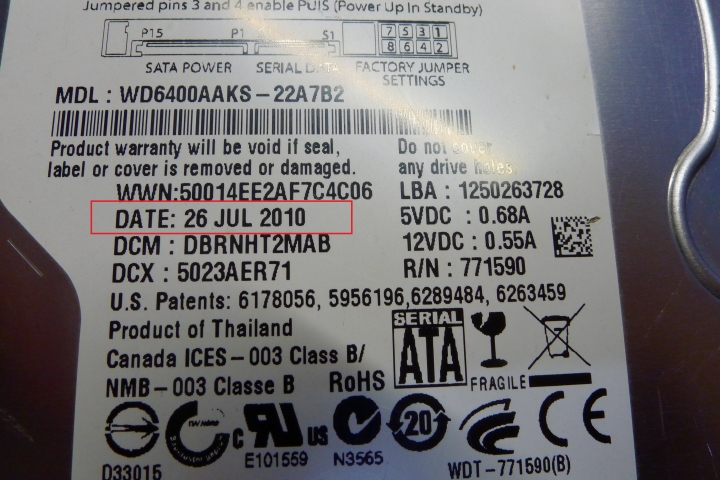 Jumpered pins 3 and 4 enable PUIS (Power Up In Standby)
P15 P1 S1 7 5 3 1
8 6 4 2
SATA POWER SERIAL DATA FACTORY JUMPER
SETTINGS
MDL : WD6400AAKS - 22A7B2
Product warranty will be void if seal,
label or cover is removed or damaged.
Do not cover
any drive holes.
WWN:50014EE2AF7C4C06 LBA : 1250263728
DATE: 26 JUL 2010 5VDC : 0.68A
DCM : DBRNHT2MAB 12VDC : 0.55A
DCX : 5023AER71 R/N : 771590
U.S. Patents: 6178056, 5956196,6289484, 6263459
Product of Thailand
Canada ICES - 003 Class B/
NMB - 003 Classe B RoHS
SERIAL
ATA
FRAGILE
c US 20 CE
D33015 E101559 N3565 WDT - 771590(B)